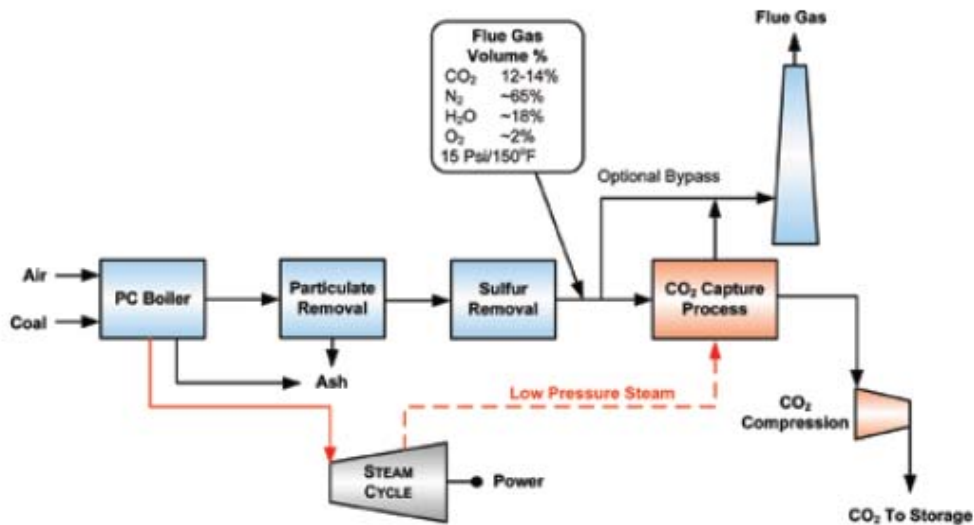 Flue Gas
Flue Gas
Volume %
CO₂ 12-14%
N₂ ~65%
H₂O ~18%
O₂ ~2%
15 Psi/150⁰F
Optional Bypass
Air
Coal
PC Boiler
Particulate
Removal
Sulfur
Removal
CO₂ Capture
Process
Ash
Low Pressure Steam
CO₂
Compression
STEAM
CYCLE
Power
CO₂ To Storage